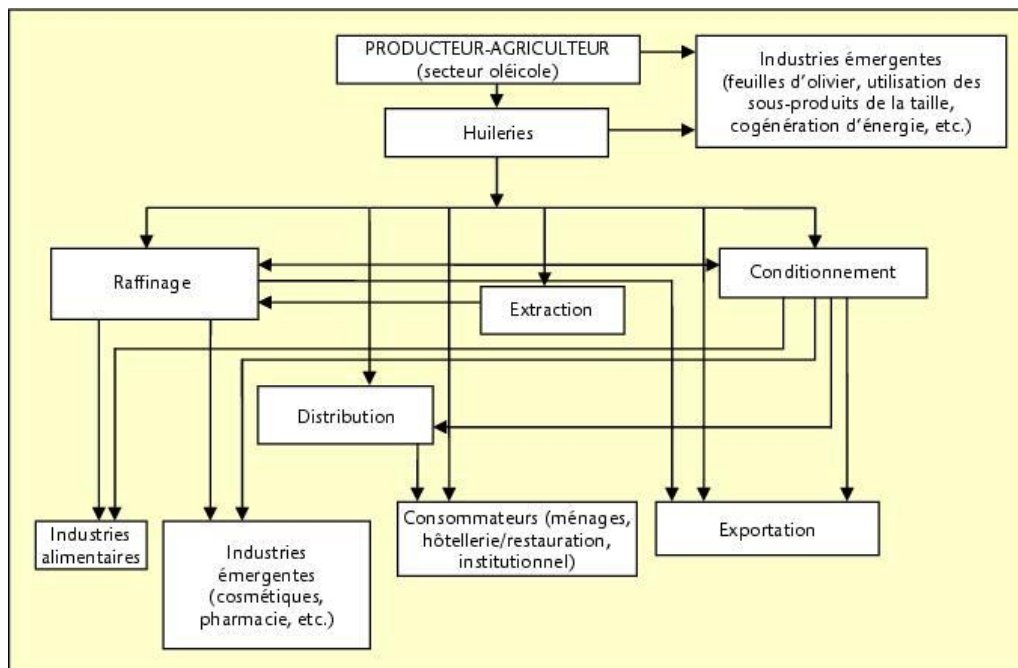 PRODUCTEUR-AGRICULTEUR
(secteur oléicole)
Industries émergentes
(feuilles d'olivier, utilisation des
sous-produits de la taille,
cogénération d'énergie, etc.)
Huileries
Raffinage
Conditionnement
Extraction
Distribution
Industries
alimentaires
Industries
émergentes
(cosmétiques,
pharmacie, etc.)
Consommateurs (ménages,
hôtellerie/restauration,
institutionnel)
Exportation